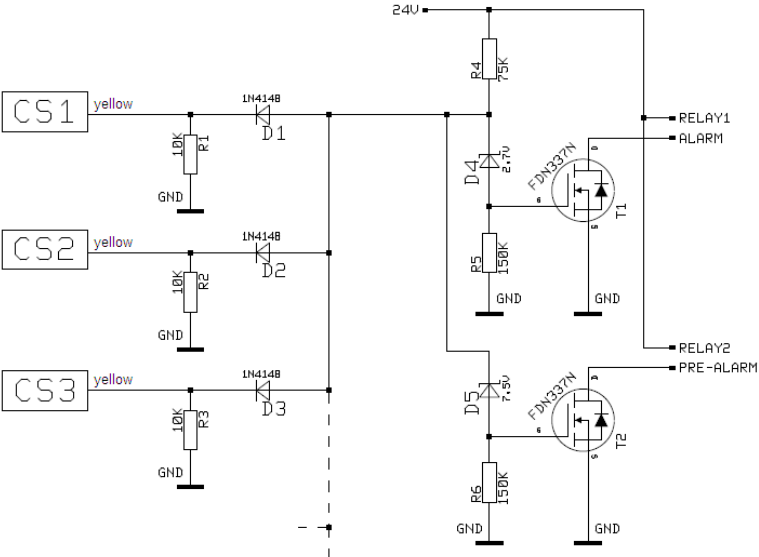 24V
R4
75K
CS1
yellow
1N4148
D1
10K
R1
GND
RELAY1
ALARM
D4
2.7V
FDN337N
D
G
S
T1
CS2
yellow
1N4148
D2
10K
R2
GND
R5
150K
GND
GND
RELAY2
PRE-ALARM
CS3
yellow
1N4148
D3
10K
R3
GND
D5
7.5V
FDN337N
D
G
S
T2
R6
150K
GND
GND